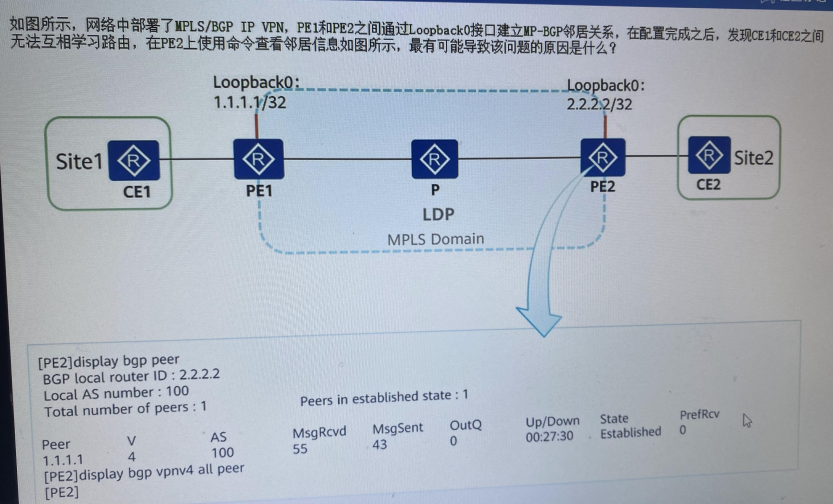 如图所示，网络中部署了MPLS/BGP IP VPN，PE1和PE2之间通过Loopback0接口建立MP-BGP邻居关系，在配置完成之后，发现CE1和CE2之间
无法互相学习路由，在PE2上使用命令查看邻居信息如图所示，最有可能导致该问题的原因是什么？
Loopback0:
1.1.1.1/32
Loopback0:
2.2.2.2/32
Site1
R
R
R
R
R
Site2
CE1
PE1
P
PE2
CE2
LDP
MPLS Domain
[PE2]display bgp peer
BGP local router ID : 2.2.2.2
Local AS number : 100
Total number of peers : 1 Peers in established state : 1
Peer V AS MsgRcvd MsgSent OutQ Up/Down State PrefRcv
1.1.1.1 4 100 55 43 0 00:27:30 Established 0
[PE2]display bgp vpnv4 all peer
[PE2]